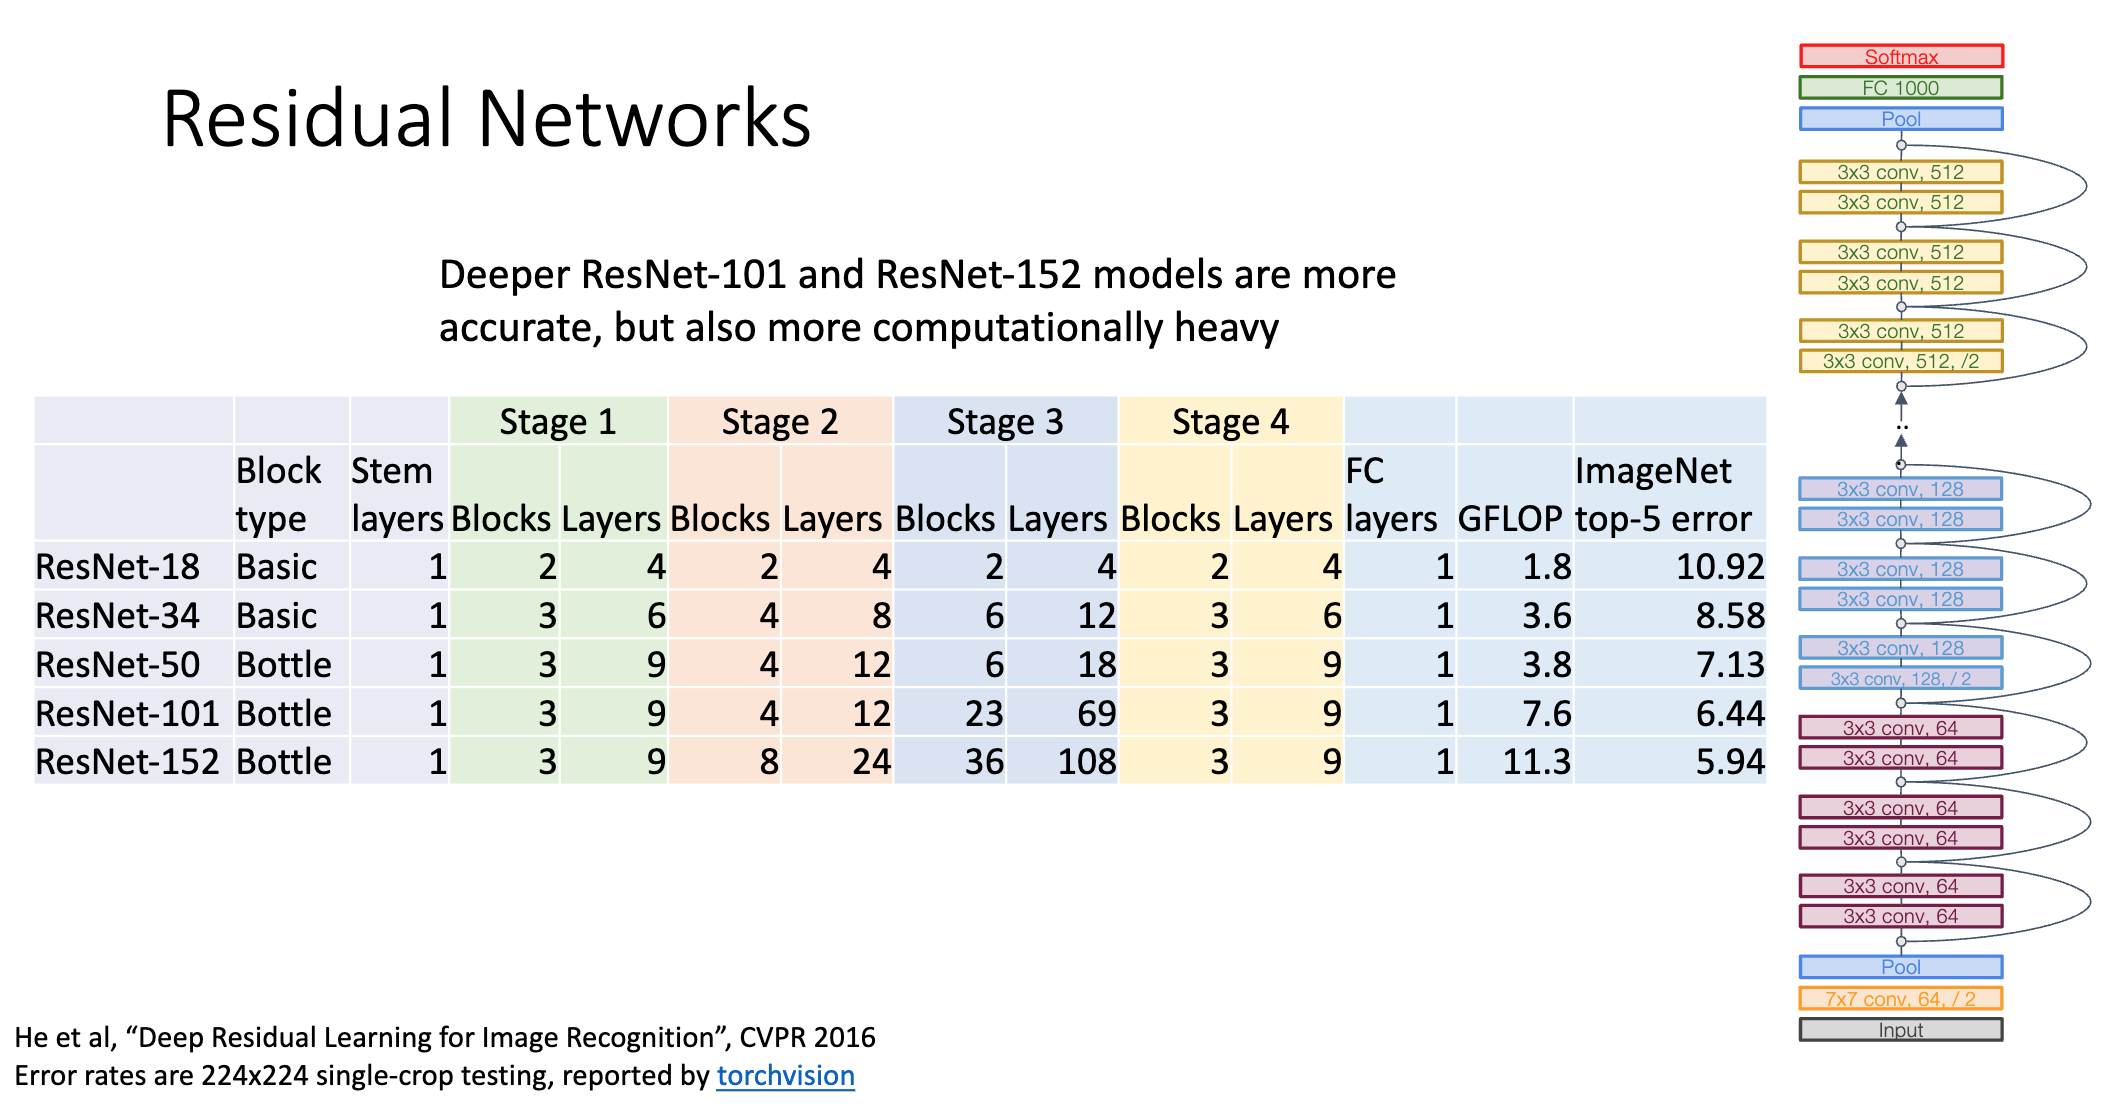 Residual Networks
Deeper ResNet-101 and ResNet-152 models are more
accurate, but also more computationally heavy
Stage 1 Stage 2 Stage 3 Stage 4
Block type Stem layers Blocks Layers Blocks Layers Blocks Layers Blocks Layers FC layers GFLOP ImageNet top-5 error
ResNet-18 Basic 1 2 4 2 4 2 4 2 4 1 1.8 10.92
ResNet-34 Basic 1 3 6 4 8 6 12 3 6 1 3.6 8.58
ResNet-50 Bottle 1 3 9 4 12 6 18 3 9 1 3.8 7.13
ResNet-101 Bottle 1 3 9 4 12 23 69 3 9 1 7.6 6.44
ResNet-152 Bottle 1 3 9 8 24 36 108 3 9 1 11.3 5.94
He et al, “Deep Residual Learning for Image Recognition”, CVPR 2016
Error rates are 224x224 single-crop testing, reported by torchvision
Softmax
FC 1000
Pool
3x3 conv, 512
3x3 conv, 512
3x3 conv, 512
3x3 conv, 512
3x3 conv, 512
3x3 conv, 512, /2
..
3x3 conv, 128
3x3 conv, 128
3x3 conv, 128
3x3 conv, 128
3x3 conv, 128
3x3 conv, 128, / 2
3x3 conv, 64
3x3 conv, 64
3x3 conv, 64
3x3 conv, 64
3x3 conv, 64
3x3 conv, 64
Pool
7x7 conv, 64, / 2
Input